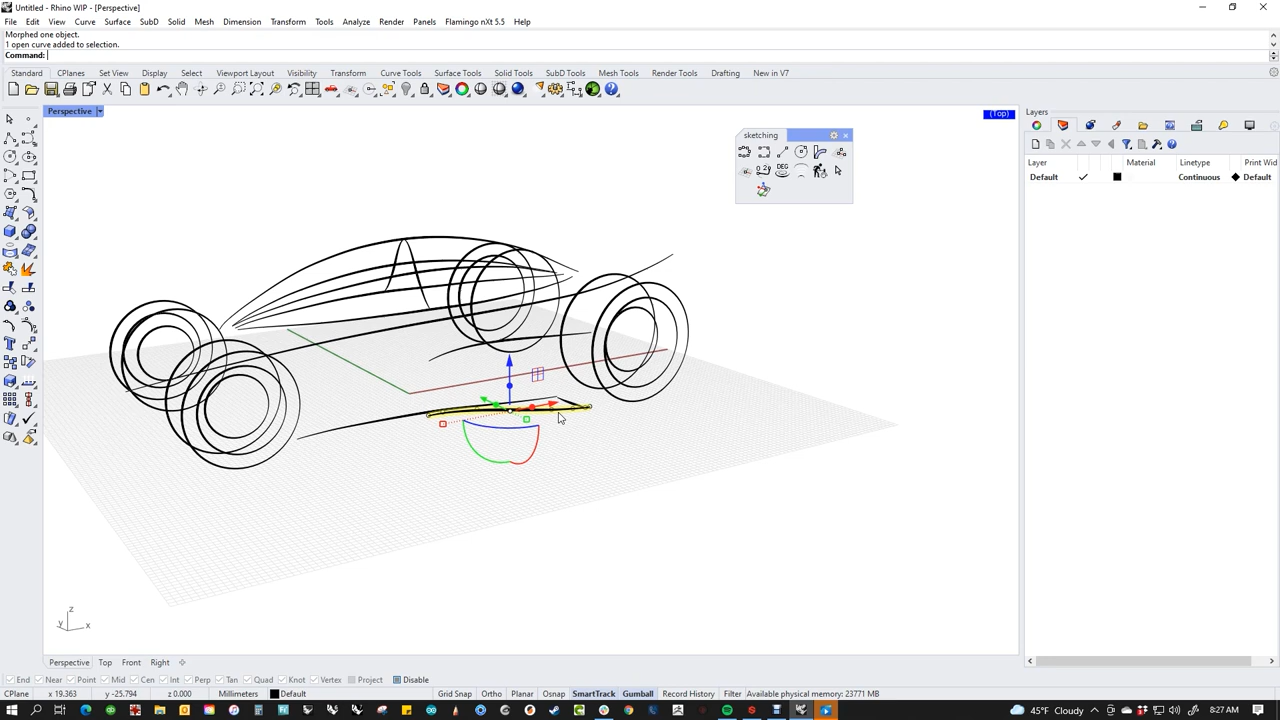 Untitled - Rhino WIP - [Perspective]
File Edit View Curve Surface SubD Solid Mesh Dimension Transform Tools Analyze Render Panels Flamingo nXt 5.5 Help
Morphed one object.
1 open curve added to selection.
Command:
Standard CPlanes Set View Display Select Viewport Layout Visibility Transform Curve Tools Surface Tools Solid Tools SubD Tools Mesh Tools Render Tools Drafting New in V7
Perspective
(Top)
Layers
sketching
Layer Material Linetype Print Wid
Default Continuous Default
0.2
DEG
z
y x
Perspective Top Front Right
End Near Point Mid Cen Int Perp Tan Quad Knot Vertex Project Disable
CPlane x 19.363 y -25.794 z 0.000 Millimeters Default Grid Snap Ortho Planar Osnap SmartTrack Gumball Record History Filter Available physical memory: 23771 MB
45°F Cloudy 8:27 AM